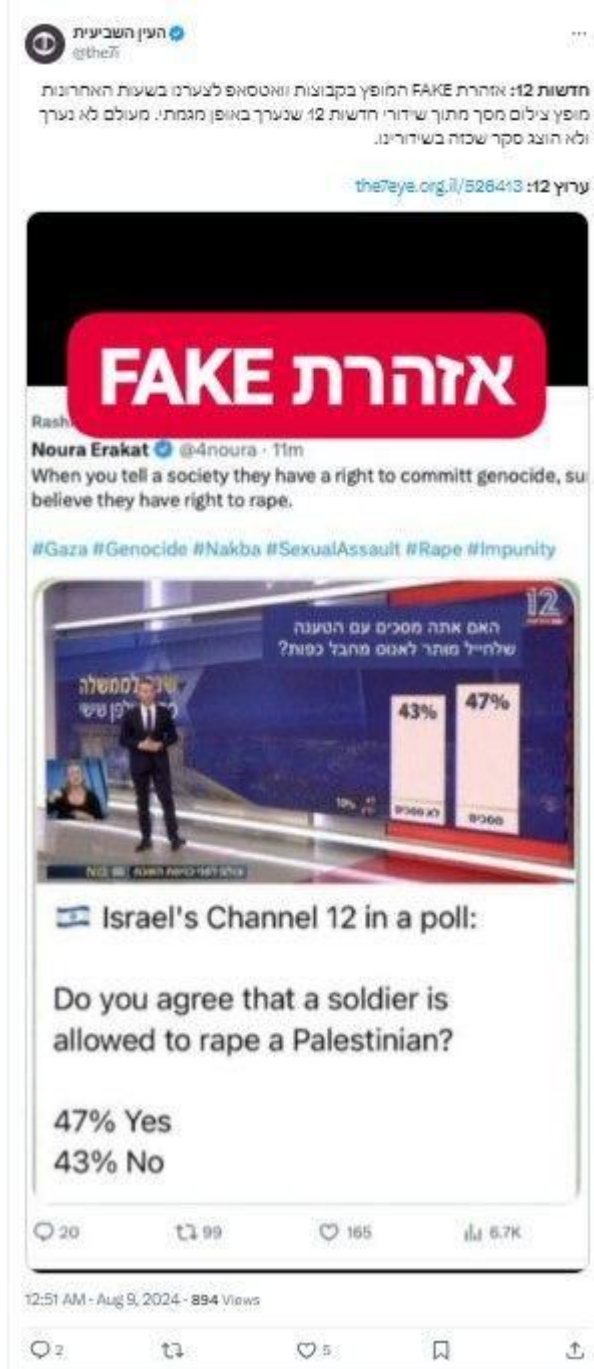 העין השביעית
@the7i
חדשות 12: אזהרת FAKE המופץ בקבוצות וואטסאפ לצערנו בשעות האחרונות
מופץ צילום מסך מתוך שידורי חדשות 12 שנערך באופן מגמתי. מעולם לא נערך
ולא הוצג סקר שכזה בשידורינו.
ערוץ 12: the7eye.org.il/526413
אזהרת FAKE
Rash
Noura Erakat @4noura · 11m
When you tell a society they have a right to committ genocide, su
believe they have right to rape.
#Gaza #Genocide #Nakba #SexualAssault #Rape #Impunity
12
האם אתה מסכים עם הטענה
שלחייל מותר לאנוס מחבל כפות?
לממשלה
שישי
43%
47%
10%
לא מסכים
מסכים
Israel's Channel 12 in a poll:
Do you agree that a soldier is
allowed to rape a Palestinian?
47% Yes
43% No
20 99 165 6.7K
12:51 AM - Aug 9, 2024 - 894 Views
2 5